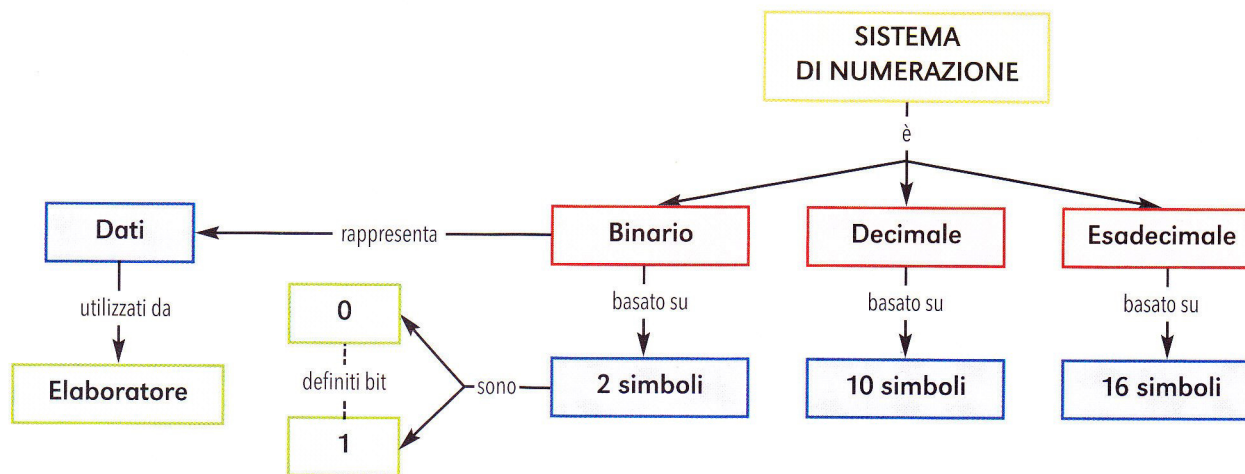 SISTEMA
DI NUMERAZIONE
è
Dati
rappresenta
Binario
Decimale
Esadecimale
utilizzati da
basato su
basato su
basato su
0
definiti bit
1
sono
Elaboratore
2 simboli
10 simboli
16 simboli